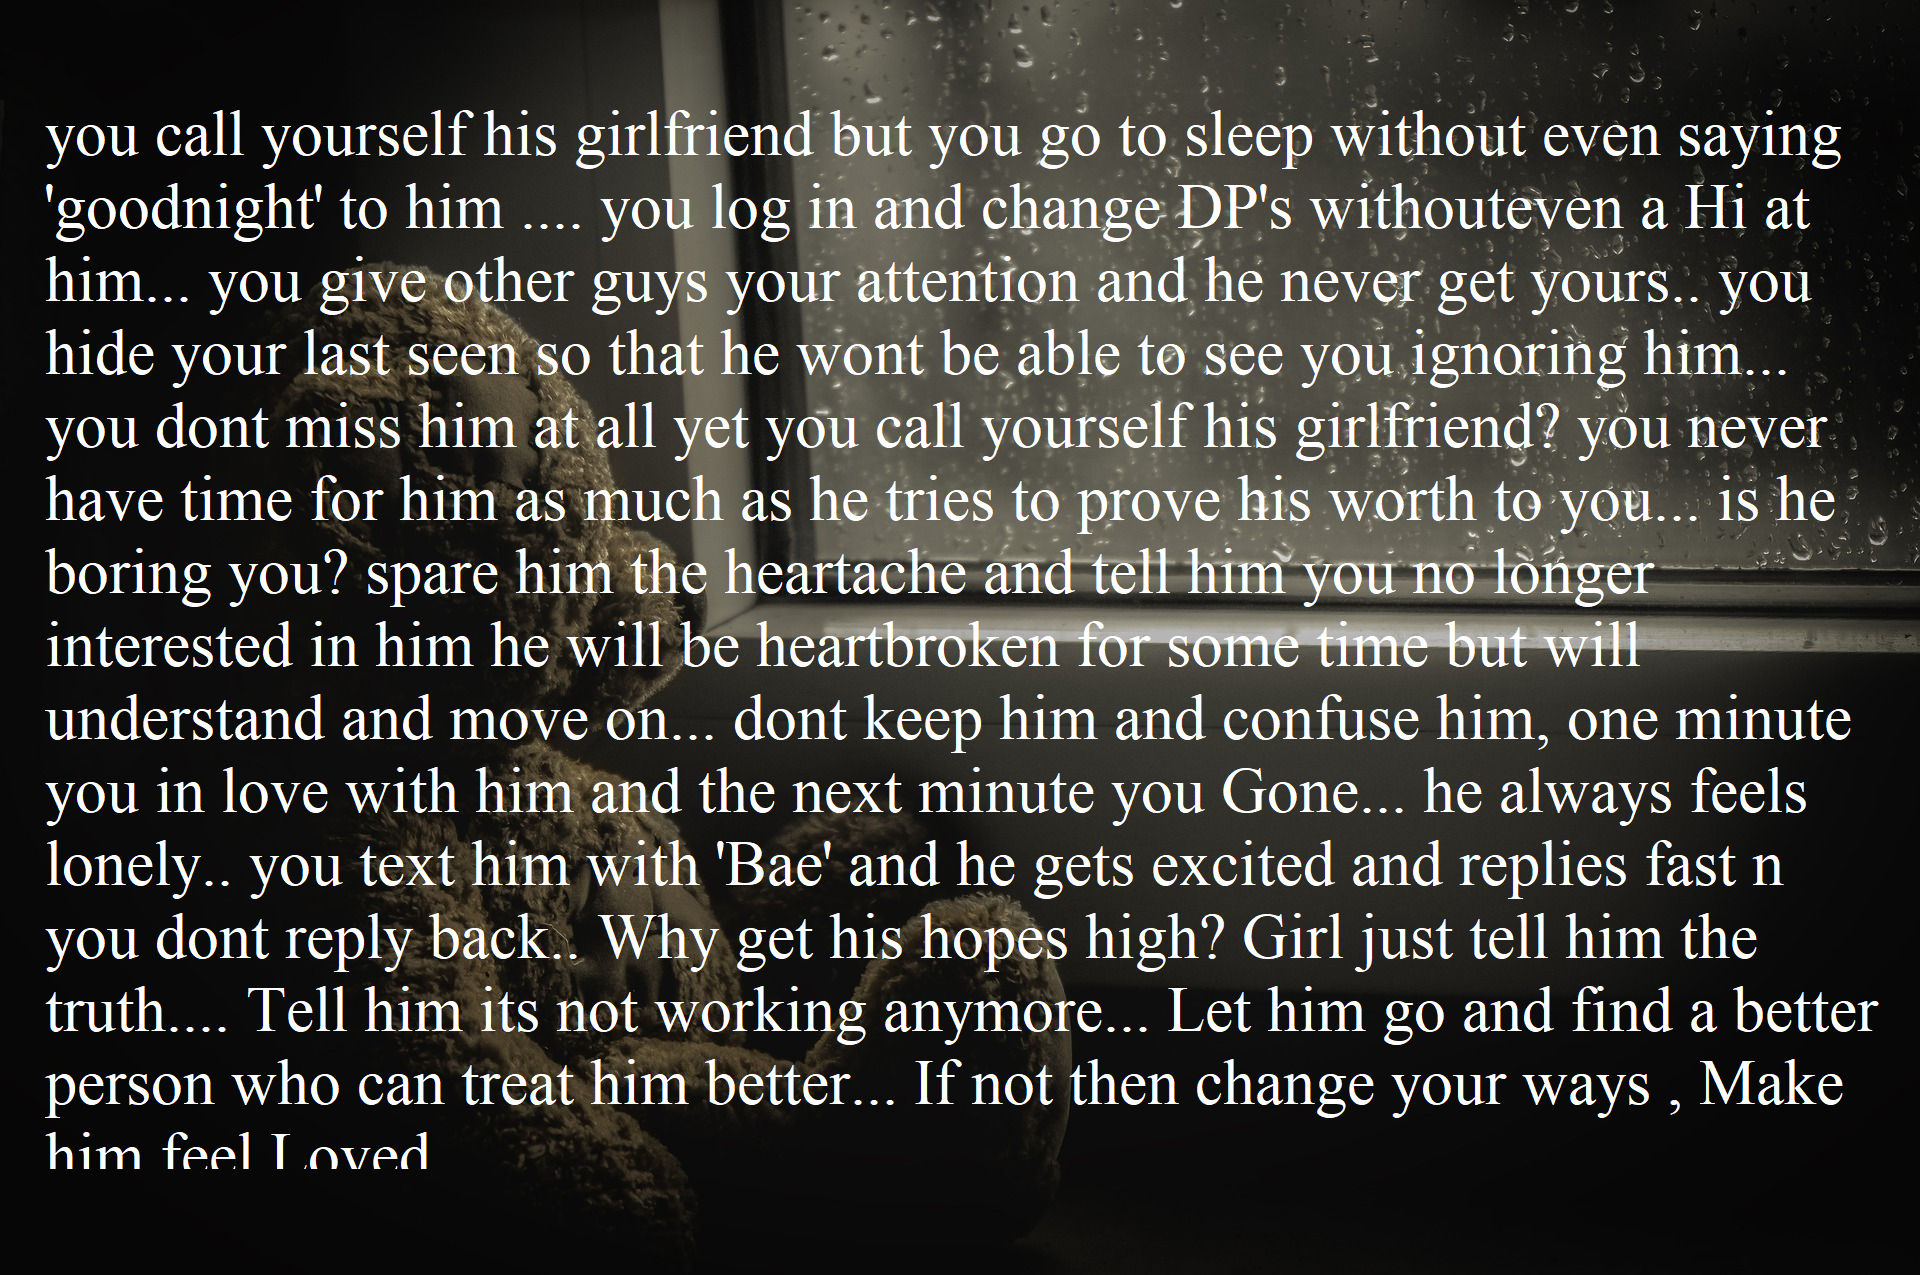 you call yourself his girlfriend but you go to sleep without even saying
'goodnight' to him .... you log in and change DP's withouteven a Hi at
him... you give other guys your attention and he never get yours.. you
hide your last seen so that he wont be able to see you ignoring him...
you dont miss him at all yet you call yourself his girlfriend? you never
have time for him as much as he tries to prove his worth to you... is he
boring you? spare him the heartache and tell him you no longer
interested in him he will be heartbroken for some time but will
understand and move on... dont keep him and confuse him, one minute
you in love with him and the next minute you Gone... he always feels
lonely.. you text him with 'Bae' and he gets excited and replies fast n
you dont reply back.. Why get his hopes high? Girl just tell him the
truth.... Tell him its not working anymore... Let him go and find a better
person who can treat him better... If not then change your ways , Make
him feel Loved